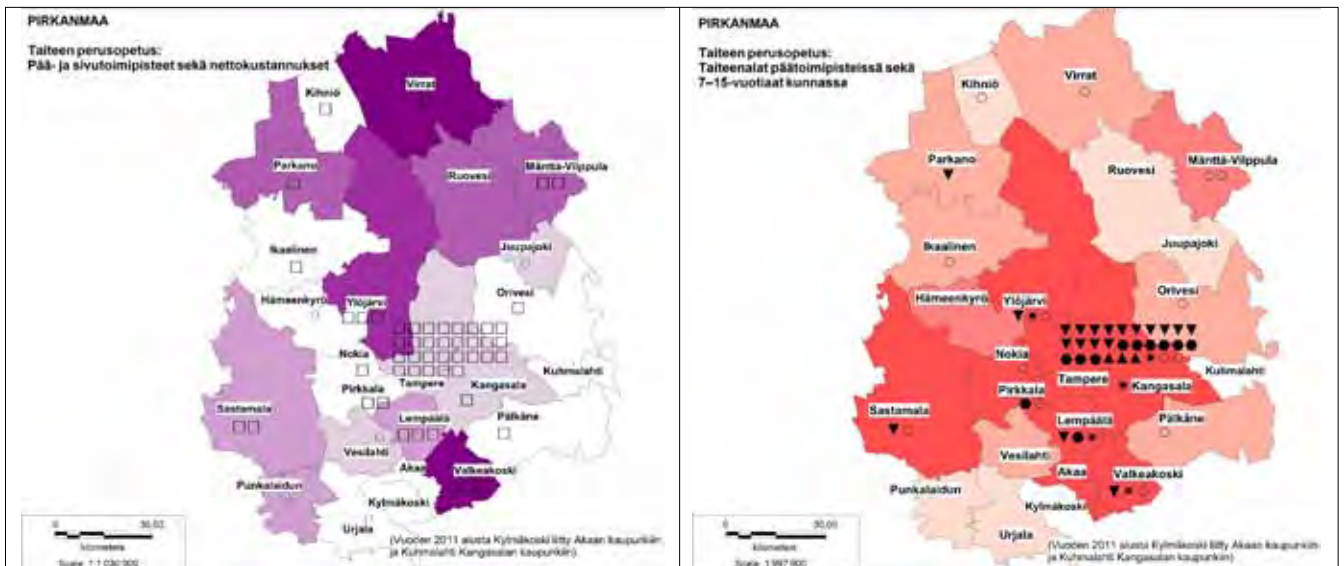 PIRKANMAA
Taiteen perusopetus:
Pää- ja sivutoimipisteet sekä nettokustannukset
Kihniö
Virrat
Parkano
Ruovesi
Mänttä-Vilppula
Ikaalinen
Juupajoki
Hämeenkyrö
Ylöjärvi
Orivesi
Nokia
Kuhmalahti
Tampere
Kangasala
Pirkkala
Sastamala
Lempäälä
Pälkäne
Vesilahti
Akaa
Valkeakoski
Punkalaidun
Kylmäkoski
Urjala
0
kilometers
(Vuoden 2011 alusta Kylmäkoski liitty Akaan kaupunkiin
ja Kuhmalahti Kangasalan kaupunkiin)
PIRKANMAA
Taiteen perusopetus:
Taiteenalat päätoimipisteissä sekä
7–15-vuotiaat kunnassa
Kihniö
Virrat
Parkano
Ruovesi
Mänttä-Vilppula
Ikaalinen
Juupajoki
Hämeenkyrö
Ylöjärvi
Orivesi
Nokia
Kuhmalahti
Tampere
Kangasala
Pirkkala
Sastamala
Lempäälä
Pälkäne
Vesilahti
Akaa
Valkeakoski
Punkalaidun
Kylmäkoski
Urjala
0
kilometers
(Vuoden 2011 alusta Kylmäkoski liitty Akaan kaupunkiin
ja Kuhmalahti Kangasalan kaupunkiin)